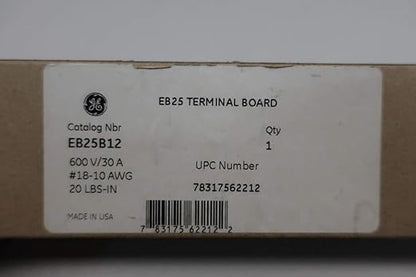 EB25 TERMINAL BOARD
Catalog Nbr
Qty
EB25B12
1
600 V/30 A
UPC Number
#18-10 AWG
20 LBS-IN
78317562212
MADE IN USA
7 83175 62212 2